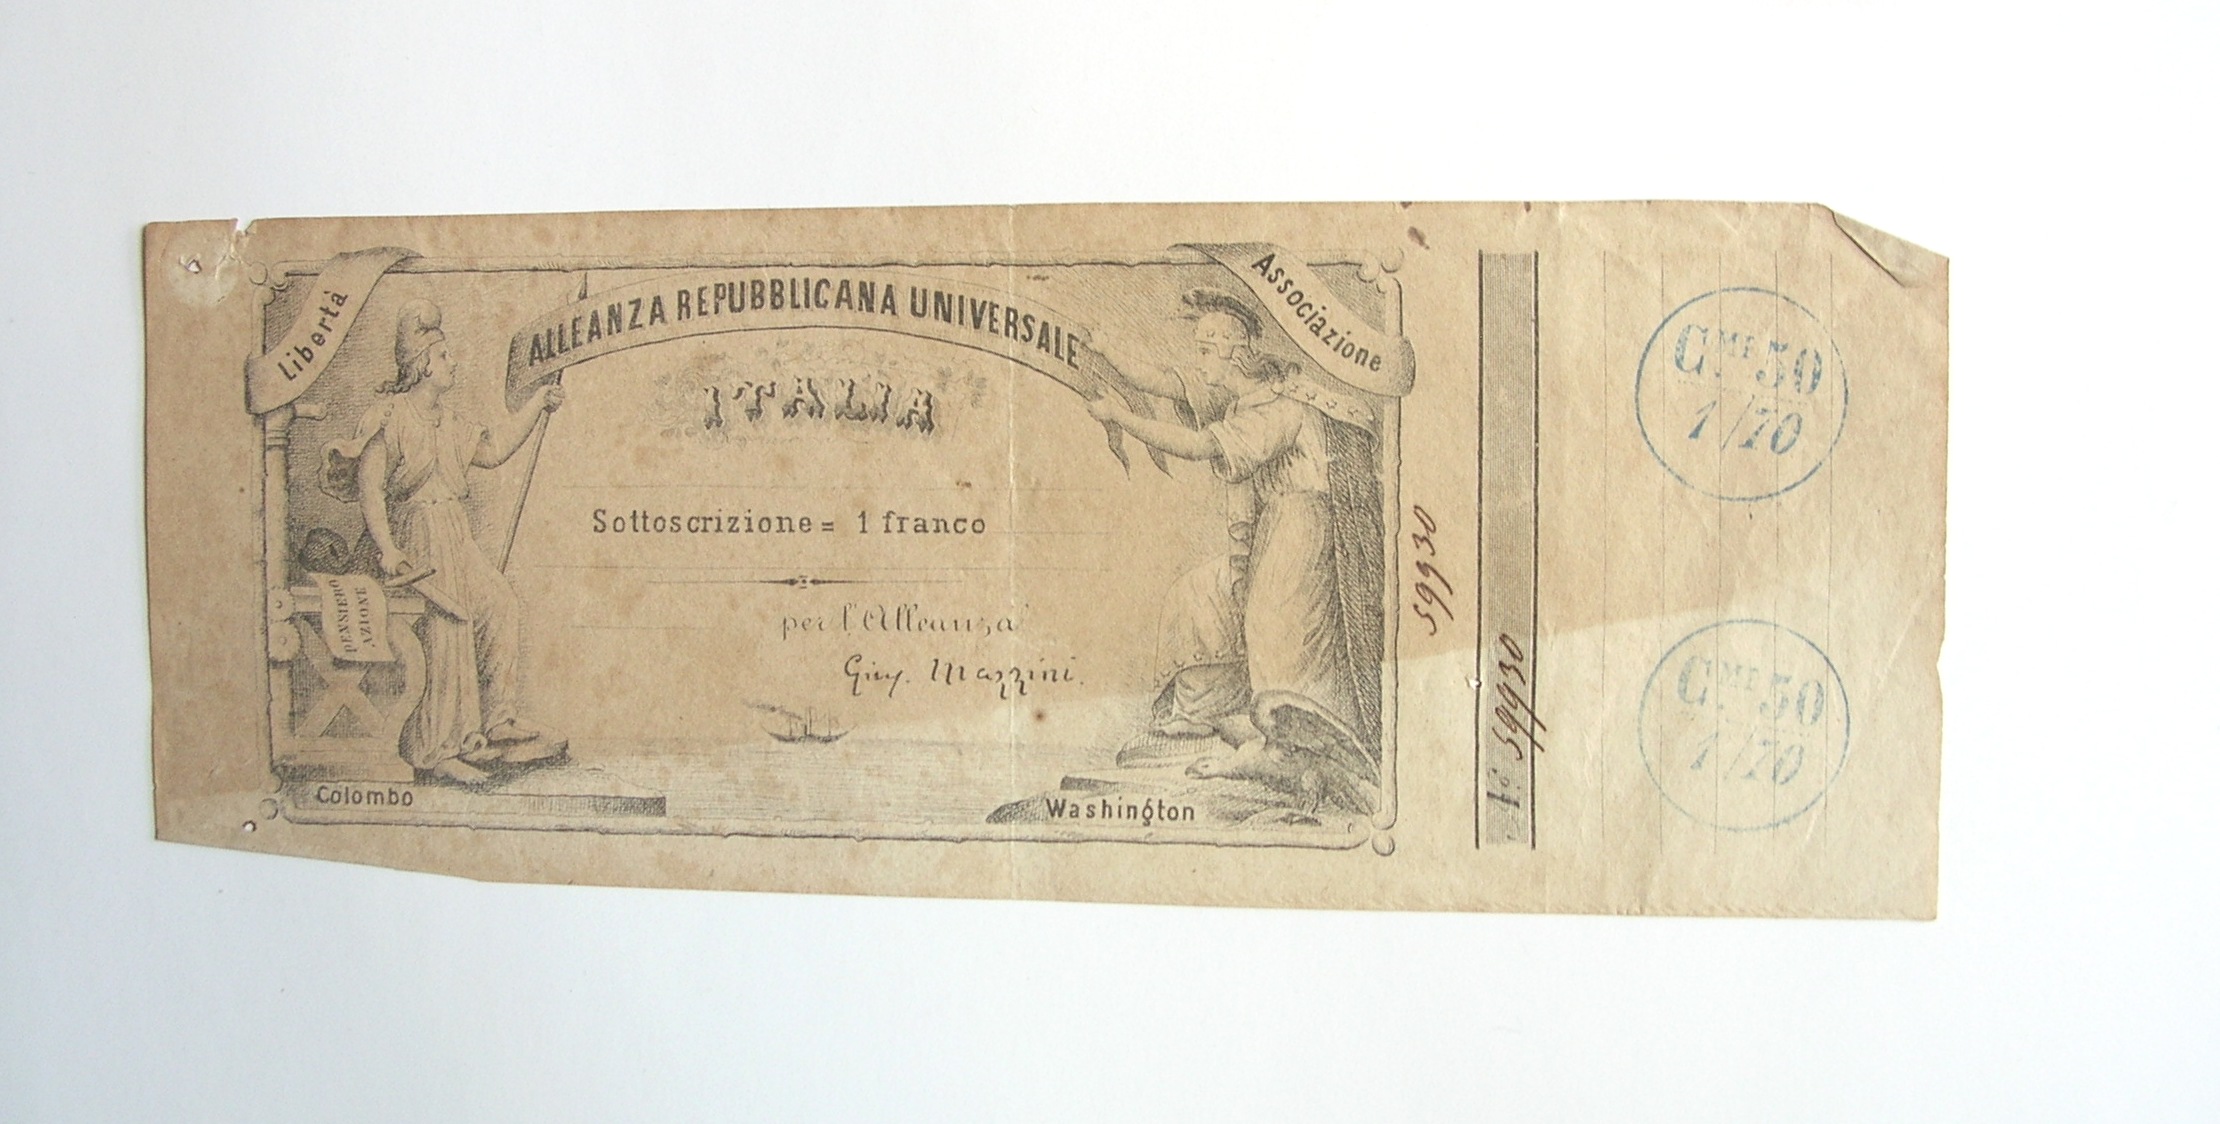 Libertà
Associazione
ALLEANZA REPUBBLICANA UNIVERSALE
ITALIA
Sottoscrizione = 1 franco
PENSIERO
AZIONE
per l'Alleanza
Gius. Mazzini.
Colombo
Washington
59930
No. 59930
Cmi 50
1/70
Cmi 50
1/70